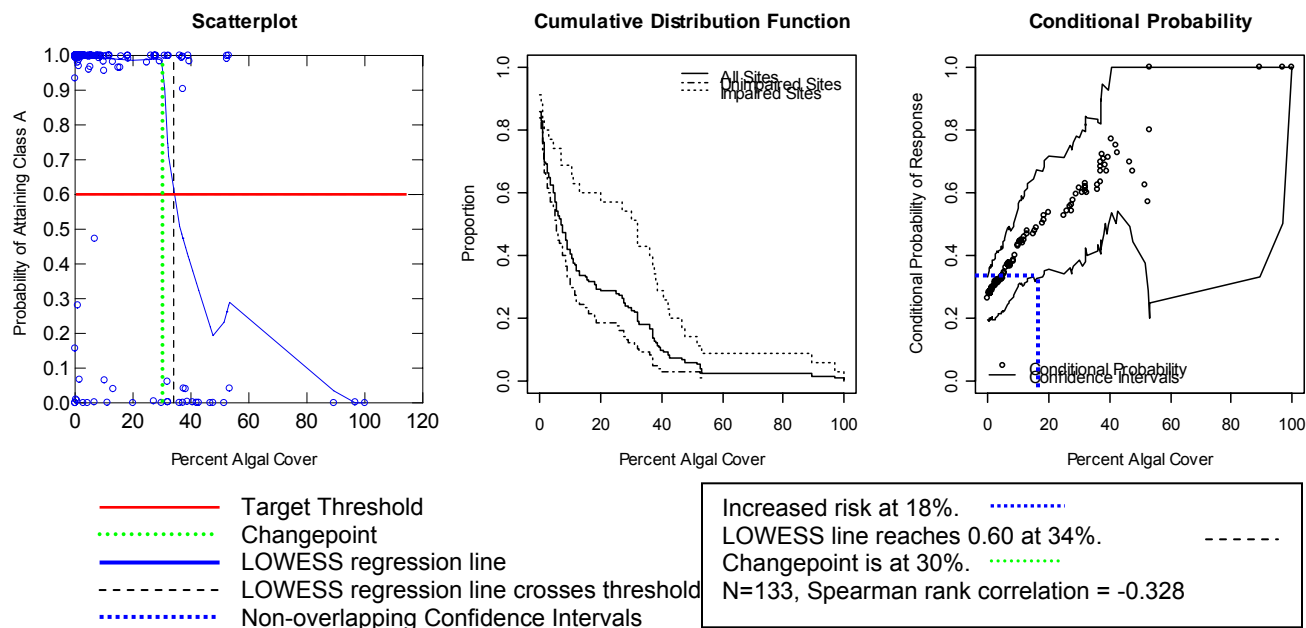 Scatterplot
Probability of Attaining Class A
1.0
0.9
0.8
0.7
0.6
0.5
0.4
0.3
0.2
0.1
0.0
0 20 40 60 80 100 120
Percent Algal Cover
Cumulative Distribution Function
Proportion
1.0
0.8
0.6
0.4
0.2
0.0
All Sites
Unimpaired Sites
Impaired Sites
0 20 40 60 80 100
Percent Algal Cover
Conditional Probability
Conditional Probability of Response
1.0
0.8
0.6
0.4
0.2
0.0
Conditional Probability
Confidence Intervals
0 20 40 60 80 100
Percent Algal Cover
Target Threshold
Changepoint
LOWESS regression line
LOWESS regression line crosses threshold
Non-overlapping Confidence Intervals
Increased risk at 18%.
LOWESS line reaches 0.60 at 34%.
Changepoint is at 30%.
N=133, Spearman rank correlation = -0.328